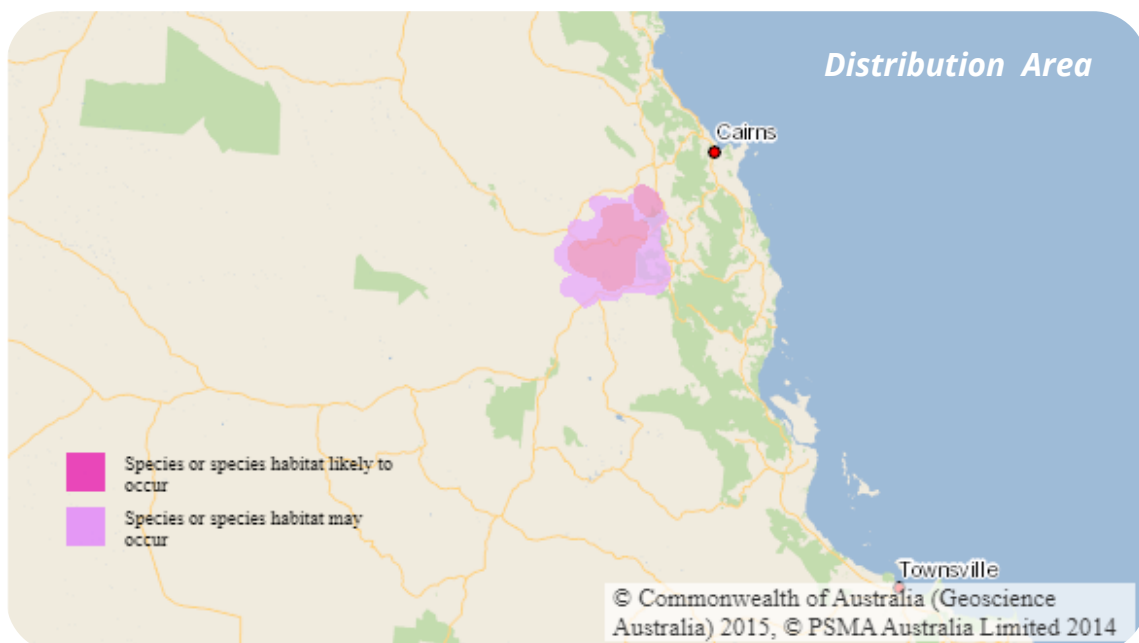 Distribution Area
Cairns
Species or species habitat likely to
occur
Species or species habitat may
occur
Townsville
© Commonwealth of Australia (Geoscience
Australia) 2015, © PSMA Australia Limited 2014